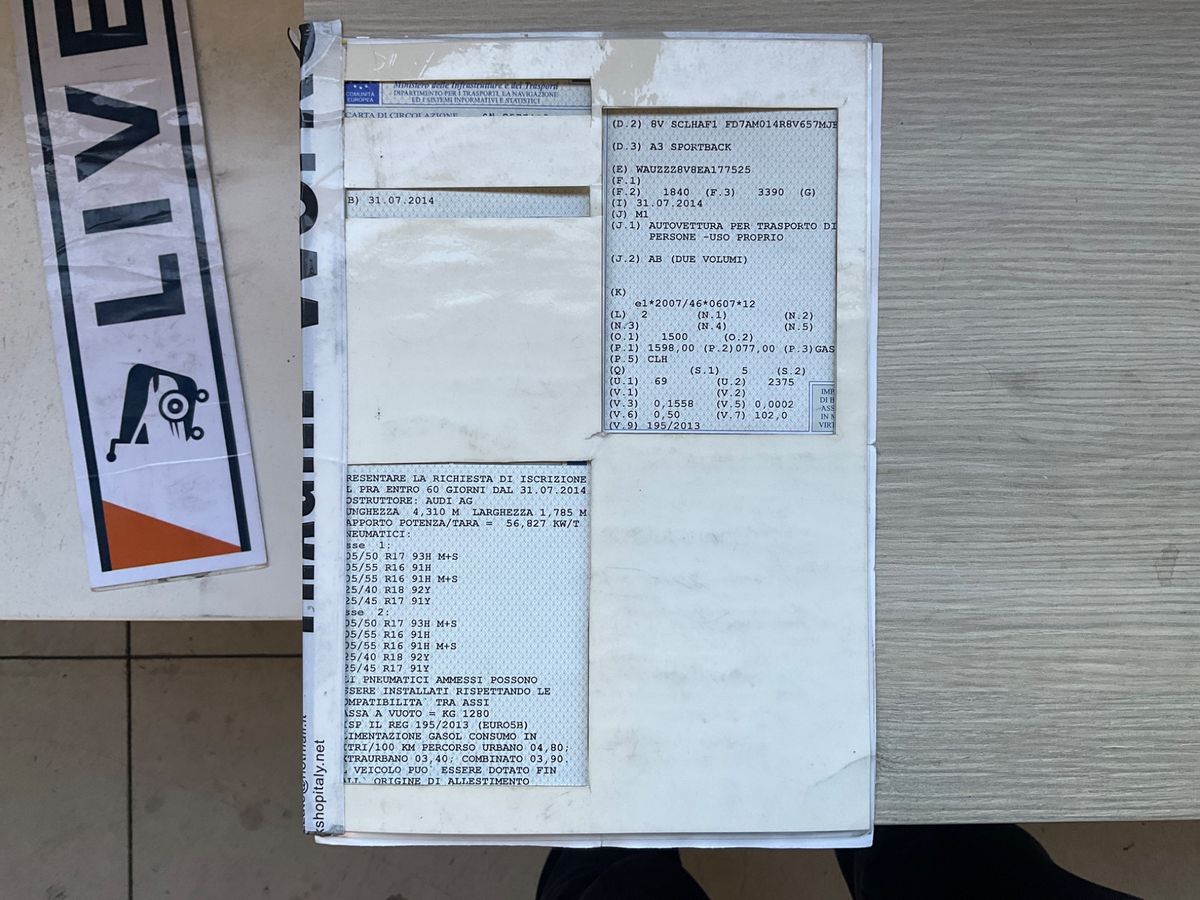 LIVE
COMUNITÀ
EUROPEA
Ministero delle Infrastrutture e dei Trasporti
DIPARTIMENTO PER I TRASPORTI, LA NAVIGAZIONE
ED I SISTEMI INFORMATIVI E STATISTICI
CARTA DI CIRCOLAZIONE
B) 31.07.2014
RESENTARE LA RICHIESTA DI ISCRIZIONE
L PRA ENTRO 60 GIORNI DAL 31.07.2014
OSTRUTTORE: AUDI AG
UNGHEZZA 4,310 M LARGHEZZA 1,785 M
APPORTO POTENZA/TARA = 56,827 KW/T
NEUMATICI:
sse 1:
05/50 R17 93H M+S
05/55 R16 91H
05/55 R16 91H M+S
25/40 R18 92Y
25/45 R17 91Y
sse 2:
05/50 R17 93H M+S
05/55 R16 91H
05/55 R16 91H M+S
25/40 R18 92Y
25/45 R17 91Y
LI PNEUMATICI AMMESSI POSSONO
SSERE INSTALLATI RISPETTANDO LE
OMPATIBILITA` TRA ASSI
ASSA A VUOTO = KG 1280
ISP IL REG 195/2013 (EURO5B)
LIMENTAZIONE GASOL CONSUMO IN
ITRI/100 KM PERCORSO URBANO 04,80;
XTRAURBANO 03,40; COMBINATO 03,90.
L VEICOLO PUO` ESSERE DOTATO FIN
ALL` ORIGINE DI ALLESTIMENTO
(D.2) 8V SCLHAF1 FD7AM014R8V657MJE
(D.3) A3 SPORTBACK
(E) WAUZZZ8V8EA177525
(F.1)
(F.2) 1840 (F.3) 3390 (G)
(I) 31.07.2014
(J) M1
(J.1) AUTOVETTURA PER TRASPORTO DI
PERSONE -USO PROPRIO
(J.2) AB (DUE VOLUMI)
(K)
e1*2007/46*0607*12
(L) 2 (N.1) (N.2)
(N.3) (N.4) (N.5)
(O.1) 1500 (O.2)
(P.1) 1598,00 (P.2)077,00 (P.3)GAS
(P.5) CLH
(Q) (S.1) 5 (S.2)
(U.1) 69 (U.2) 2375
(V.1) (V.2)
(V.3) 0,1558 (V.5) 0,0002
(V.6) 0,50 (V.7) 102,0
(V.9) 195/2013
IMP
DI B
ASS
IN M
VIRT
kshopitaly.net